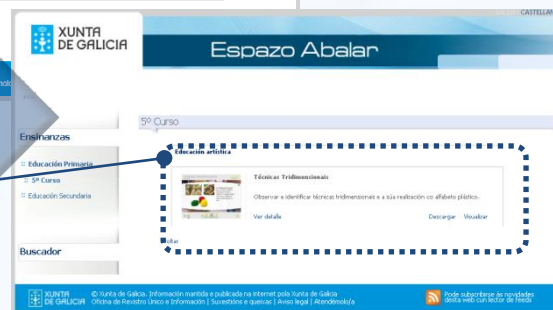 CASTELLAN
XUNTA
DE GALICIA
Espazo Abalar
5º Curso
Ensinanzas
Educación artística
Educación Primaria
5º Curso
Educación Secundaria
Técnicas Tridimensionais
Observar e identificar técnicas tridimensionais e a súa realización co alfabeto plástico.
Ver detalle
Descargar
Visualizar
Buscador
XUNTA
DE GALICIA
© Xunta de Galicia. Información mantida e publicada na internet pola Xunta de Galicia
Oficina de Rexistro Único e Información | Suxestións e queixas | Aviso legal | Atendémolo/a
Pode subscribirse ás novidades
desta web cun lector de feeds